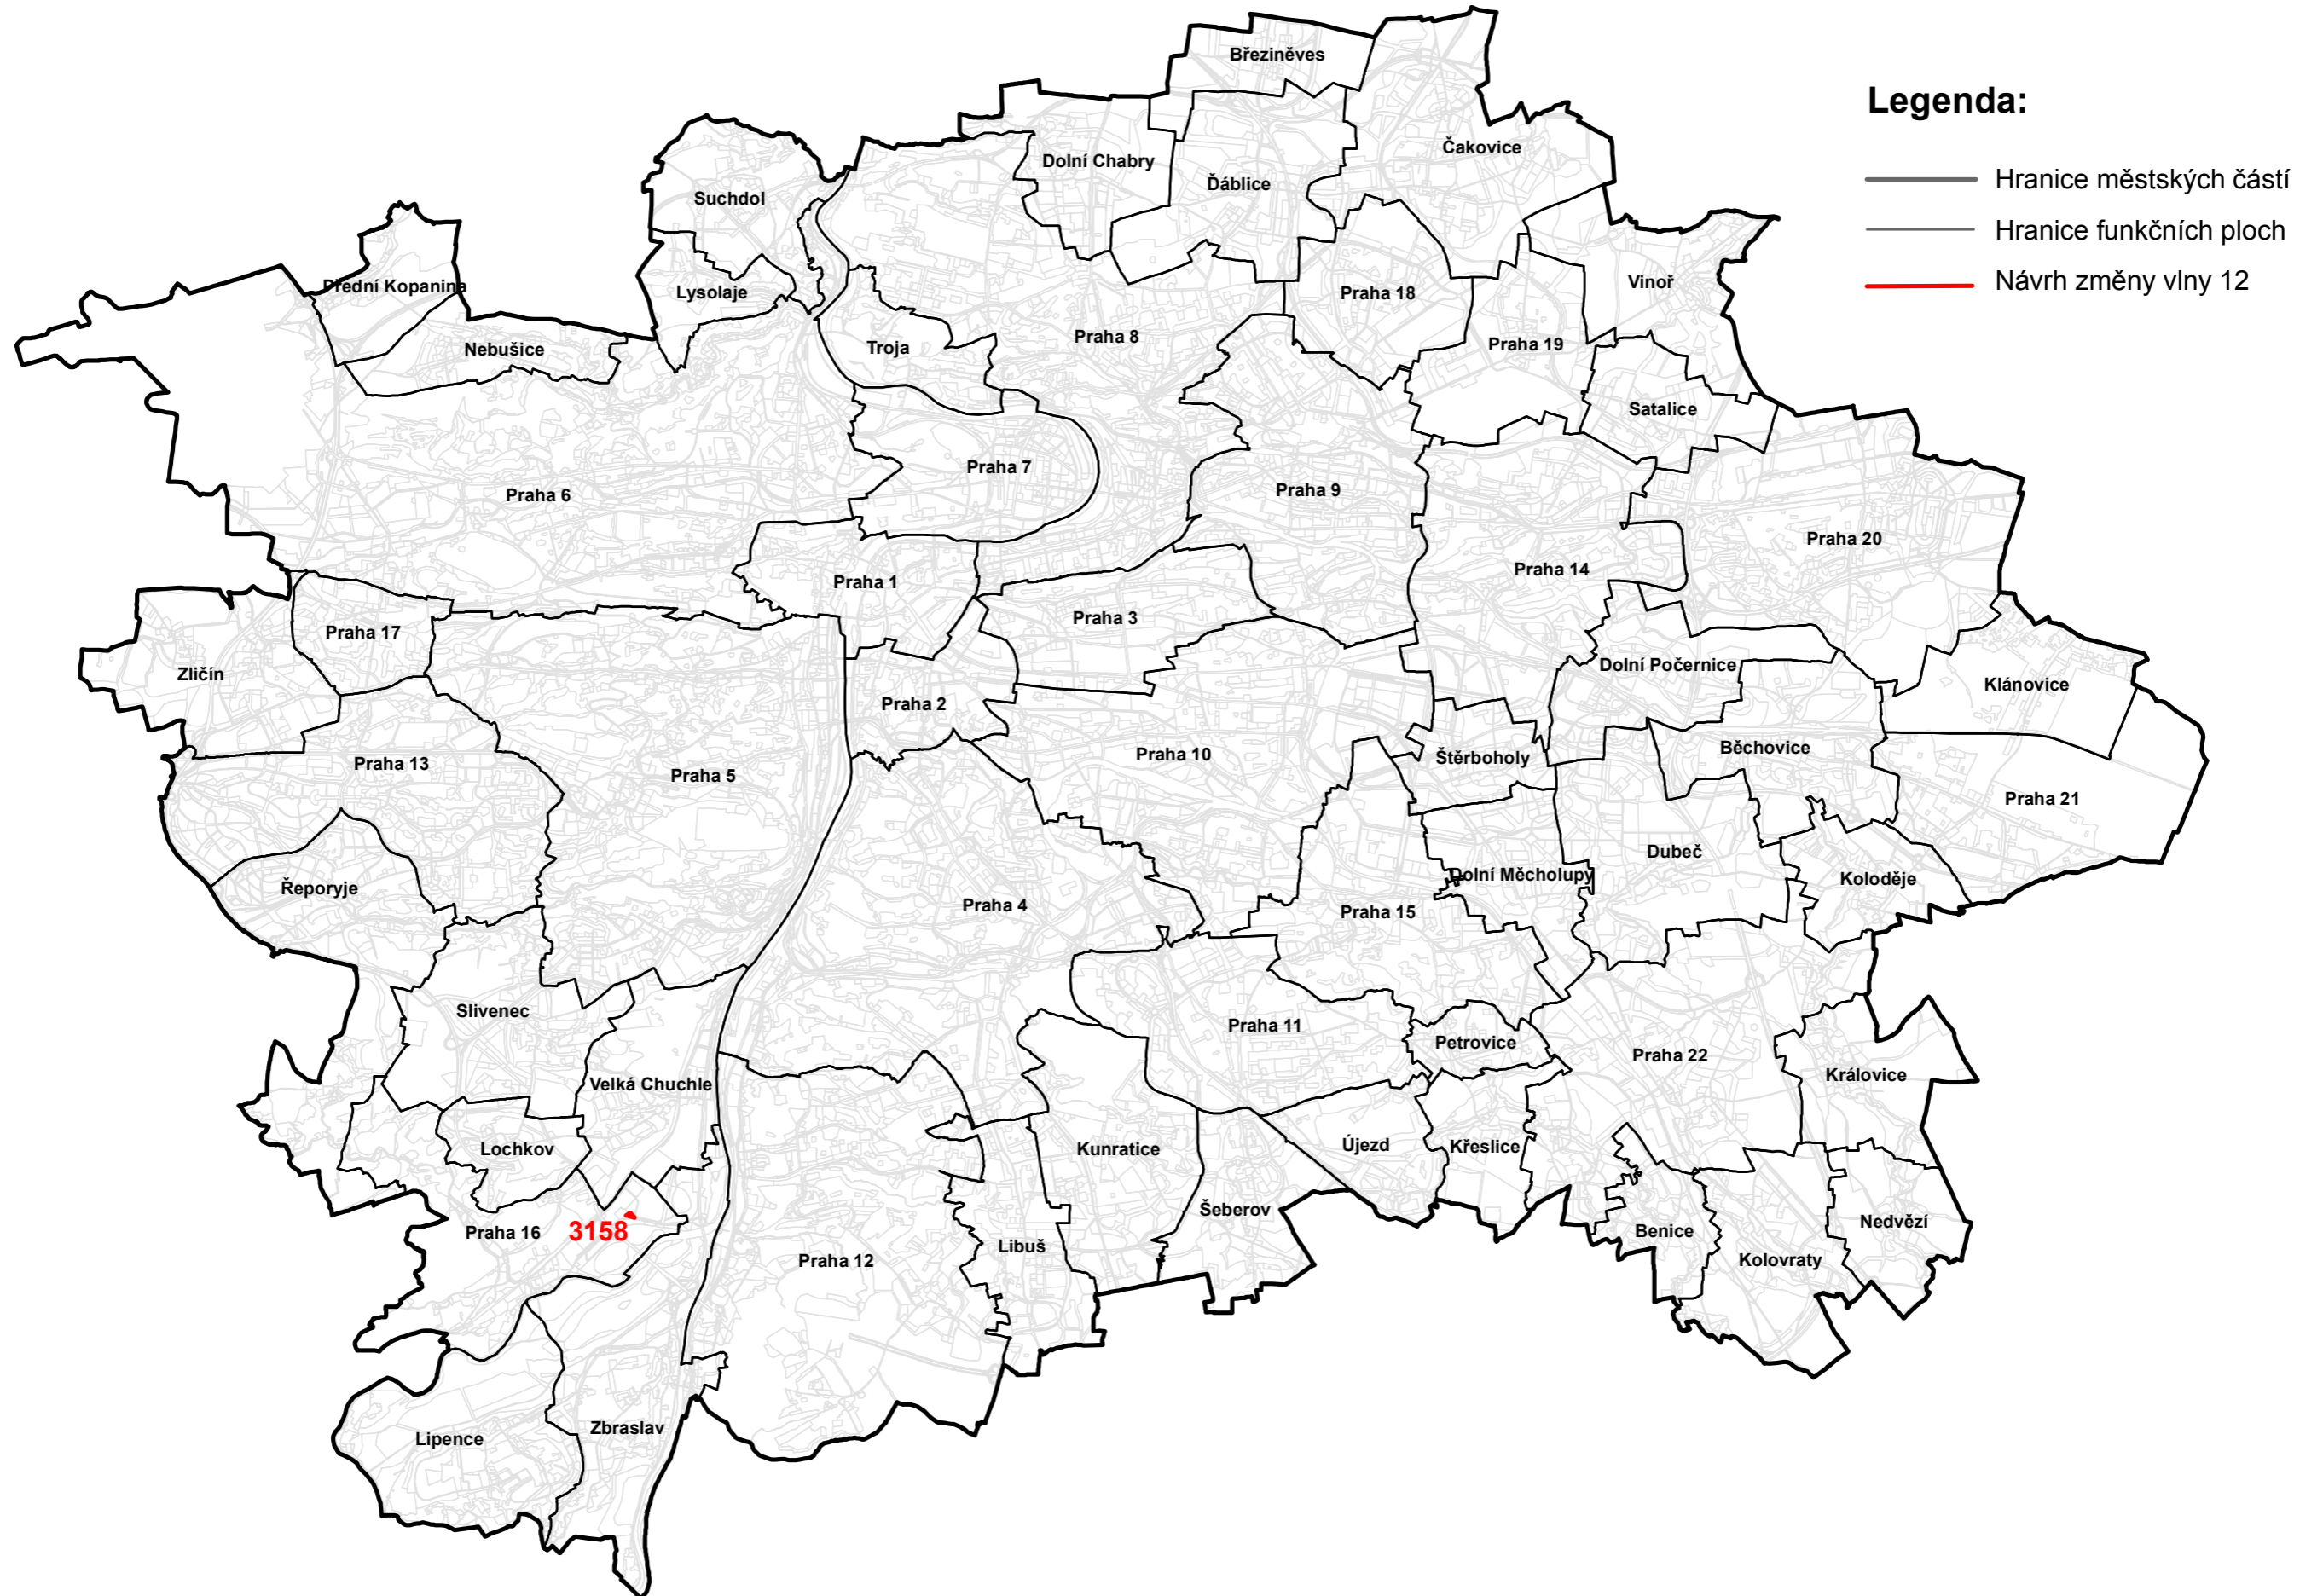 Březiněves
Legenda:
Dolní Chabry
Čakovice
Ďáblice
Hranice městských částí
Suchdol
Hranice funkčních ploch
Přední Kopanina
Lysolaje
Praha 18
Vinoř
Návrh změny vlny 12
Nebušice
Troja
Praha 8
Praha 19
Satalice
Praha 7
Praha 6
Praha 9
Praha 20
Praha 1
Praha 14
Praha 3
Praha 17
Zličín
Dolní Počernice
Klánovice
Praha 2
Praha 13
Praha 5
Praha 10
Štěrboholy
Běchovice
Praha 21
Řeporyje
Dubeč
Dolní Měcholupy
Koloděje
Praha 4
Praha 15
Slivenec
Praha 11
Petrovice
Praha 22
Velká Chuchle
Královice
Lochkov
Kunratice
Újezd
Křeslice
Praha 16
3158
Šeberov
Nedvězí
Praha 12
Libuš
Benice
Kolovraty
Lipence
Zbraslav